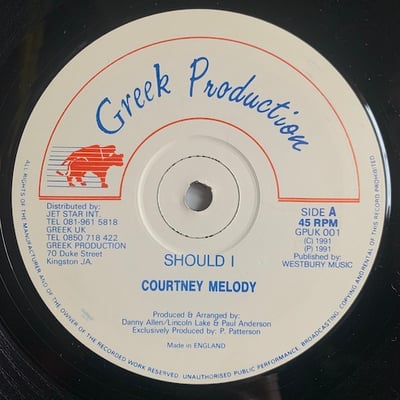 Greek Production
Distributed by:
JET STAR INT.
TEL 081-961 5818
GREEK UK
TEL 0850 718 422
GREEK PRODUCTION
70 Duke Street
Kingston JA.
SIDE A
45 RPM
GPUK 001
(C) 1991
(P) 1991
Published by:
WESTBURY MUSIC
SHOULD I
COURTNEY MELODY
Produced & Arranged by:
Danny Allen/Lincoln Lake & Paul Anderson
Exclusively Produced by: P. Patterson
Made in ENGLAND
ALL RIGHTS OF THE MANUFACTURER AND OF THE OWNER OF THE RECORDED WORK RESERVED. UNAUTHORISED PUBLIC PERFORMANCE, BROADCASTING, COPYING AND RENTAL OF THIS RECORD PROHIBITED.